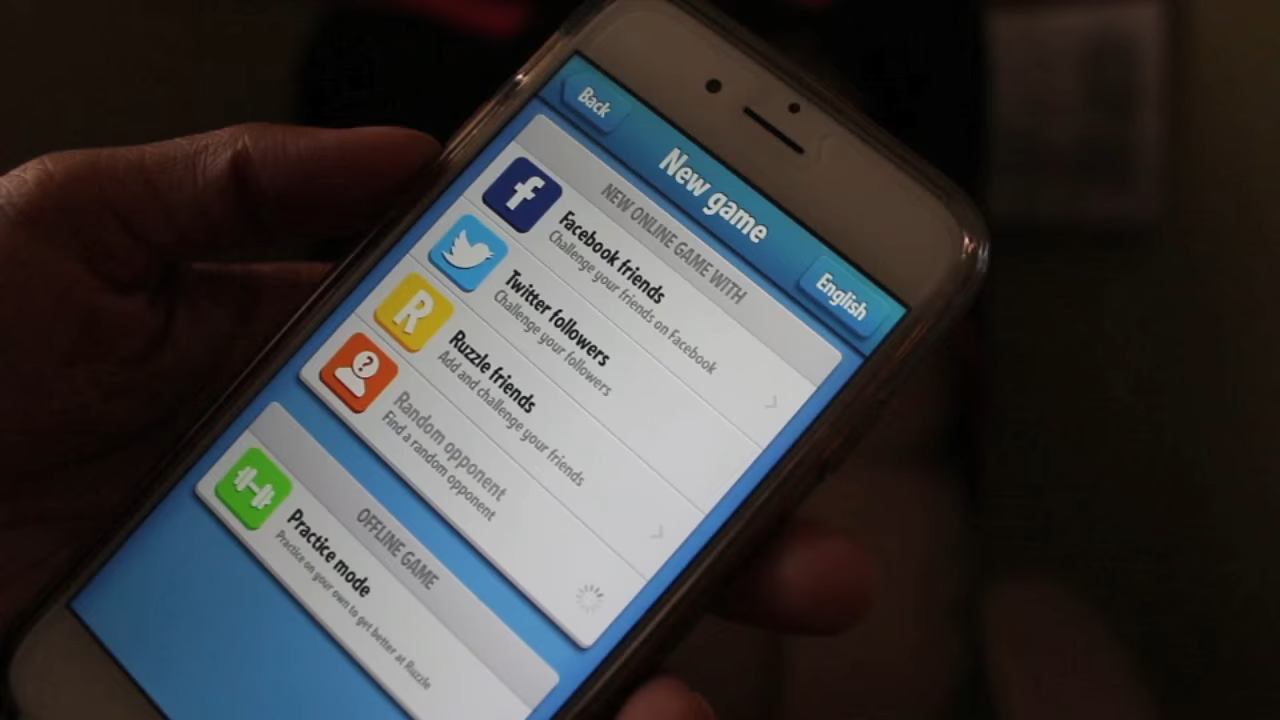 Back
New game
English
NEW ONLINE GAME WITH
f
Facebook friends
Challenge your friends on Facebook
Twitter followers
Challenge your followers
R
Ruzzle friends
Add and challenge your friends
?
Random opponent
Find a random opponent
OFFLINE GAME
Practice mode
Practice on your own to get better at Ruzzle